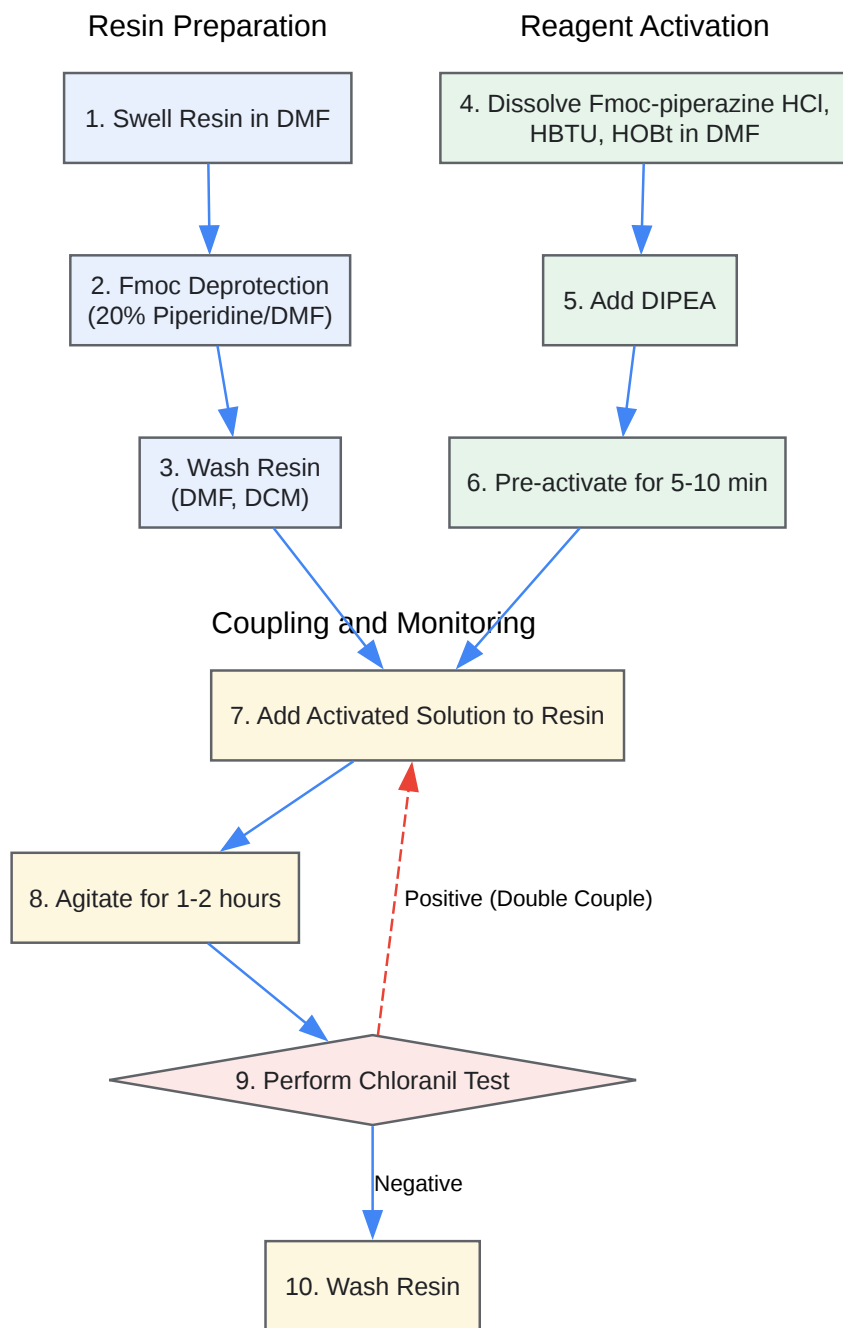 Resin Preparation
Reagent Activation
1. Swell Resin in DMF
4. Dissolve Fmoc-piperazine HCl,
HBTU, HOBt in DMF
2. Fmoc Deprotection
(20% Piperidine/DMF)
5. Add DIPEA
3. Wash Resin
(DMF, DCM)
6. Pre-activate for 5-10 min
Coupling and Monitoring
7. Add Activated Solution to Resin
8. Agitate for 1-2 hours
Positive (Double Couple)
9. Perform Chloranil Test
Negative
10. Wash Resin